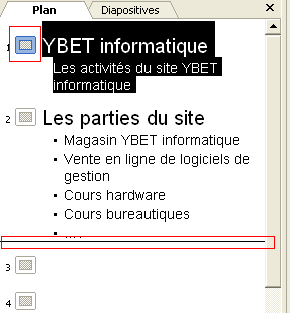 Plan Diapositives
1 YBET informatique
Les activités du site YBET
informatique
2 Les parties du site
• Magasin YBET informatique
• Vente en ligne de logiciels de
gestion
• Cours hardware
• Cours bureautiques
• ....
3
4